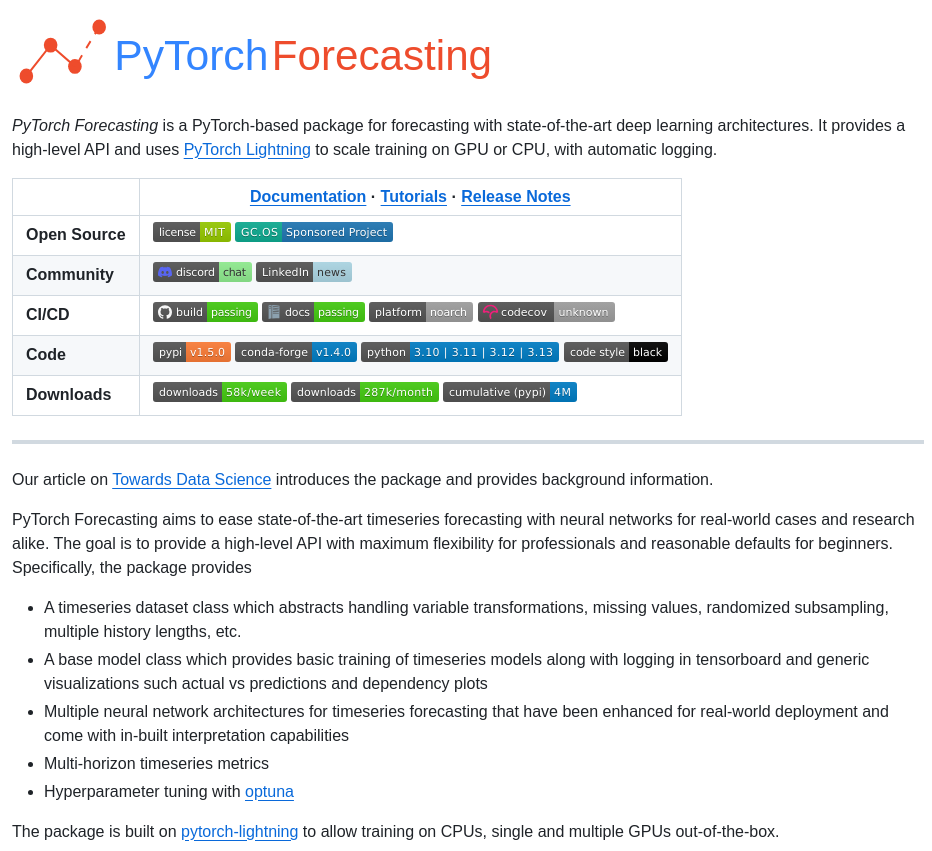 PyTorch Forecasting
PyTorch Forecasting is a PyTorch-based package for forecasting with state-of-the-art deep learning architectures. It provides a
high-level API and uses PyTorch Lightning to scale training on GPU or CPU, with automatic logging.
Documentation · Tutorials · Release Notes
Open Source license MIT GC.OS Sponsored Project
Community discord chat LinkedIn news
CI/CD build passing docs passing platform noarch codecov unknown
Code pypi v1.5.0 conda-forge v1.4.0 python 3.10 | 3.11 | 3.12 | 3.13 code style black
Downloads downloads 58k/week downloads 287k/month cumulative (pypi) 4M
Our article on Towards Data Science introduces the package and provides background information.
PyTorch Forecasting aims to ease state-of-the-art timeseries forecasting with neural networks for real-world cases and research
alike. The goal is to provide a high-level API with maximum flexibility for professionals and reasonable defaults for beginners.
Specifically, the package provides
• A timeseries dataset class which abstracts handling variable transformations, missing values, randomized subsampling,
multiple history lengths, etc.
• A base model class which provides basic training of timeseries models along with logging in tensorboard and generic
visualizations such actual vs predictions and dependency plots
• Multiple neural network architectures for timeseries forecasting that have been enhanced for real-world deployment and
come with in-built interpretation capabilities
• Multi-horizon timeseries metrics
• Hyperparameter tuning with optuna
The package is built on pytorch-lightning to allow training on CPUs, single and multiple GPUs out-of-the-box.